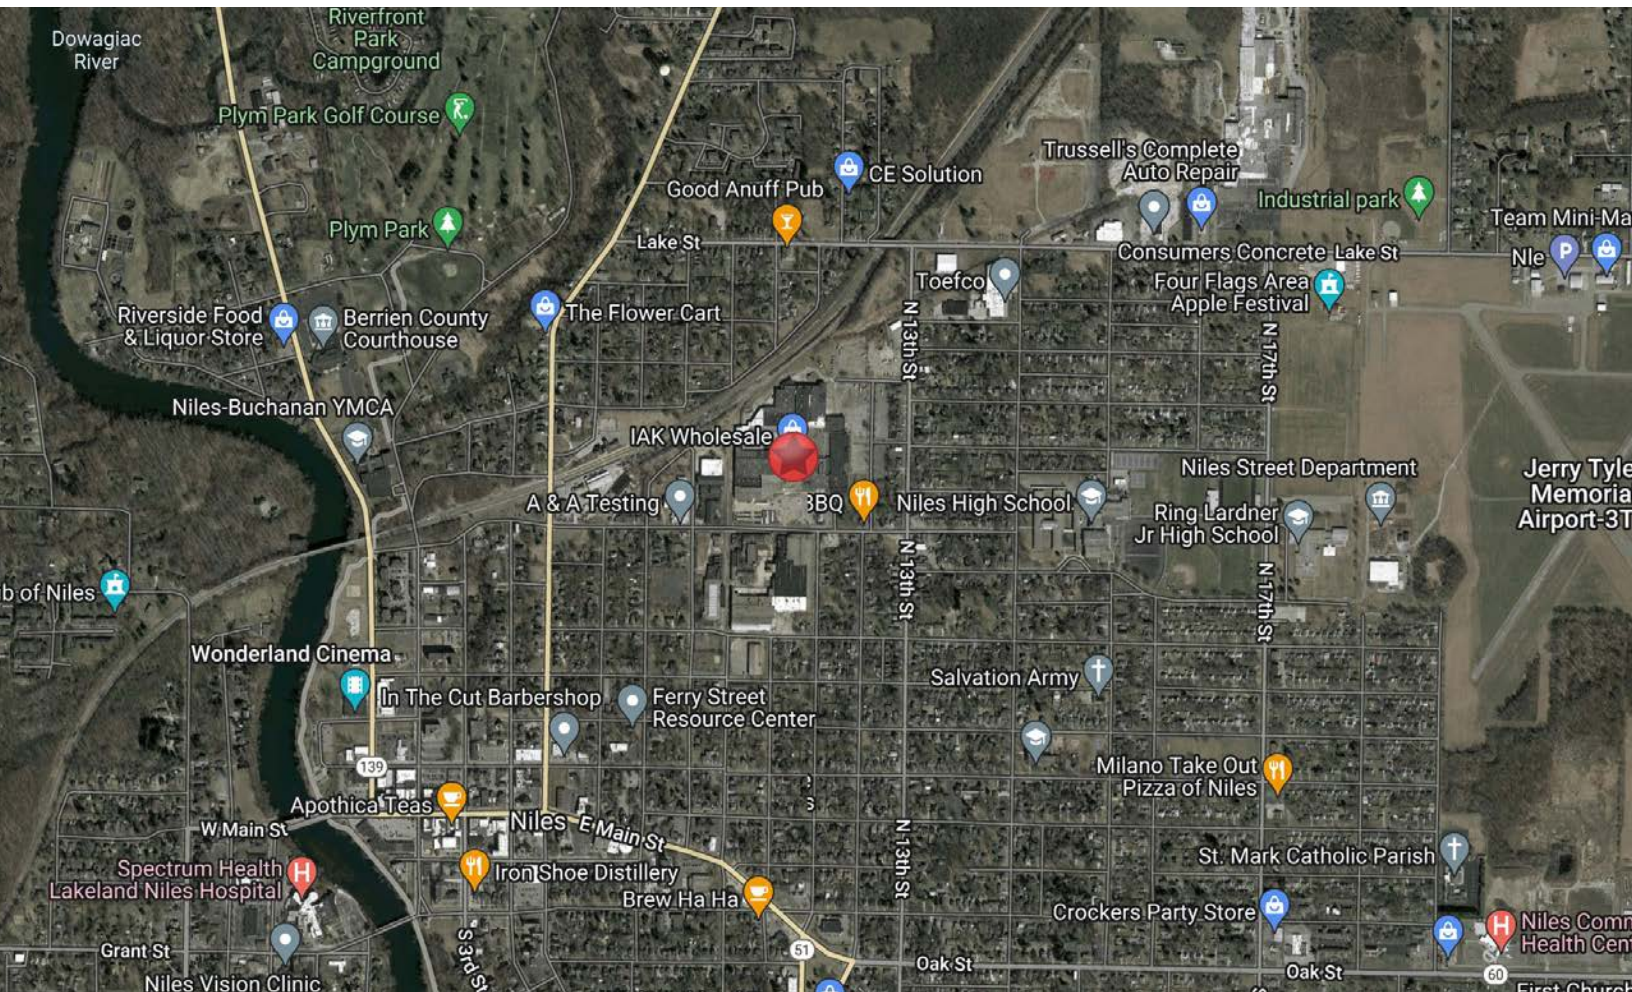 Dowagiac
River
Riverfront
Park
Campground
Plym Park Golf Course
Plym Park
Good Anuff Pub
CE Solution
Trussell's Complete
Auto Repair
Industrial park
Team Mini-Ma
Lake St
Consumers Concrete
Lake St
Nle
P
Toefco
Four Flags Area
Apple Festival
Riverside Food
& Liquor Store
Berrien County
Courthouse
The Flower Cart
N 13th St
N 17th St
Niles-Buchanan YMCA
IAK Wholesale
A & A Testing
BBQ
Niles High School
Niles Street Department
Ring Lardner
Jr High School
Jerry Tyle
Memoria
Airport-3T
ub of Niles
N 13th St
N 17th St
Wonderland Cinema
In The Cut Barbershop
Ferry Street
Resource Center
Salvation Army
139
Milano Take Out
Pizza of Niles
Apothica Teas
W Main St
Niles
E Main St
N 13th St
St. Mark Catholic Parish
Spectrum Health
Lakeland Niles Hospital
H
Iron Shoe Distillery
Brew Ha Ha
Crockers Party Store
H
Niles Comm
Health Cent
Grant St
S 3rd St
51
Oak St
Oak St
60
Niles Vision Clinic
First Church